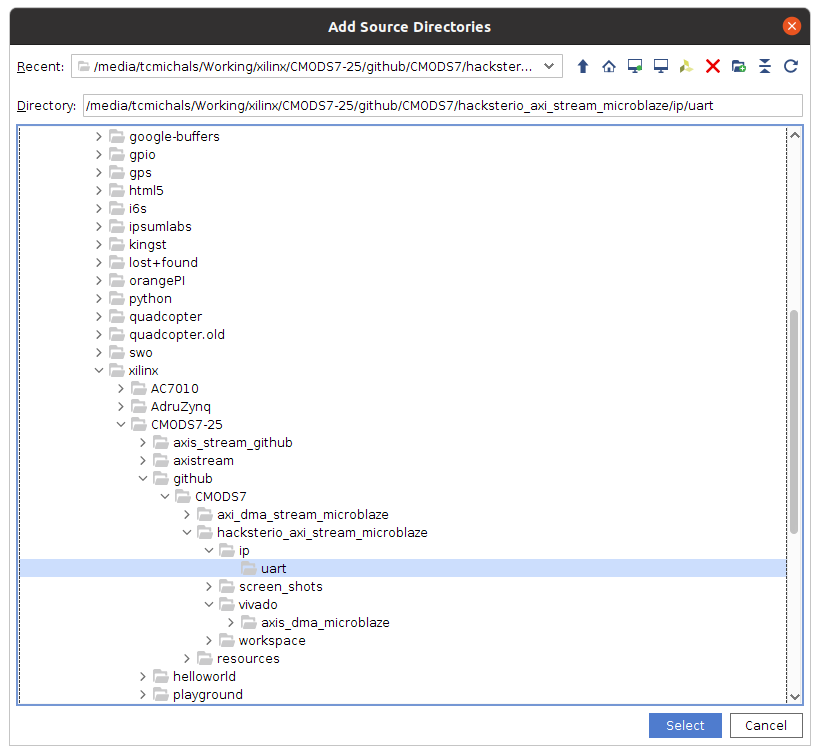 Add Source Directories
Recent: /media/tcmichals/Working/xilinx/CMODS7-25/github/CMODS7/hackster...
Directory: /media/tcmichals/Working/xilinx/CMODS7-25/github/CMODS7/hacksterio_axi_stream_microblaze/ip/uart
google-buffers
gpio
gps
html5
i6s
ipsumlabs
kingst
lost+found
orangePI
python
quadcopter
quadcopter.old
swo
xilinx
AC7010
AdruZynq
CMODS7-25
axis_stream_github
axistream
github
CMODS7
axi_dma_stream_microblaze
hacksterio_axi_stream_microblaze
ip
uart
screen_shots
vivado
axis_dma_microblaze
workspace
resources
helloworld
playground
Select Cancel